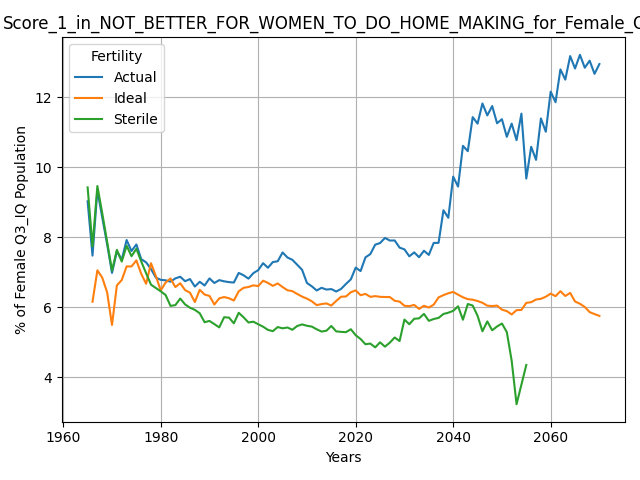 Score_1_in_NOT_BETTER_FOR_WOMEN_TO_DO_HOME_MAKING_for_Female_
Fertility
Actual
Ideal
Sterile
% of Female Q3_IQ Population
12
10
8
6
4
1960 1980 2000 2020 2040 2060
Years